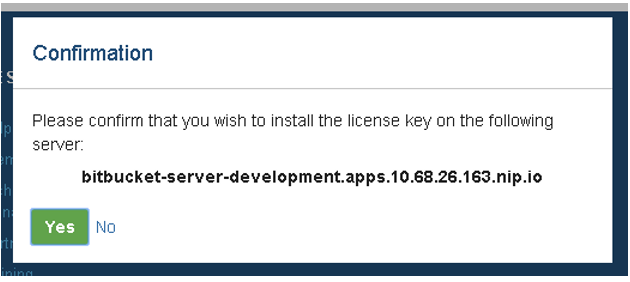 Confirmation
Please confirm that you wish to install the license key on the following
server:
bitbucket-server-development.apps.10.68.26.163.nip.io
Yes No